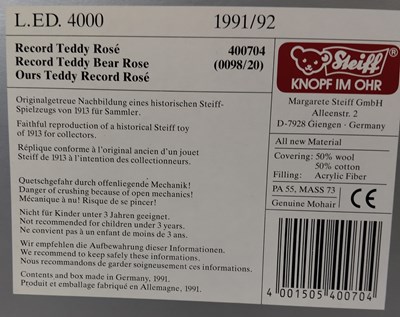 L.ED. 4000 1991/92
Record Teddy Rosé 400704
Record Teddy Bear Rose (0098/20)
Ours Teddy Record Rosé
Originalgetreue Nachbildung eines historischen Steiff-
Spielzeugs von 1913 für Sammler.
Faithful reproduction of a historical Steiff toy
of 1913 for collectors.
Réplique conforme à l'original ancien d'un jouet
Steiff de 1913 à l'intention des collectionneurs.
Quetschgefahr durch offenliegende Mechanik!
Danger of crushing because of open mechanics!
Mécanique à nu! Risque de se pincer!
Nicht für Kinder unter 3 Jahren geeignet.
Not recommended for children under 3 years.
Ne convient pas à un enfant de moins de 3 ans.
Wir empfehlen die Aufbewahrung dieser Informationen.
We recommend to keep safely these informations.
Nous recommandons de garder soigneusement ces informations.
Contents and box made in Germany, 1991.
Produit et emballage fabriqué en Allemagne, 1991.
Steiff
KNOPF IM OHR
Margarete Steiff GmbH
Alleenstr. 2
D-7928 Giengen · Germany
All new Material
Covering: 50% wool
50% cotton
Filling: Acrylic Fiber
PA 55, MASS 73
Genuine Mohair
CE
4 001505 400704